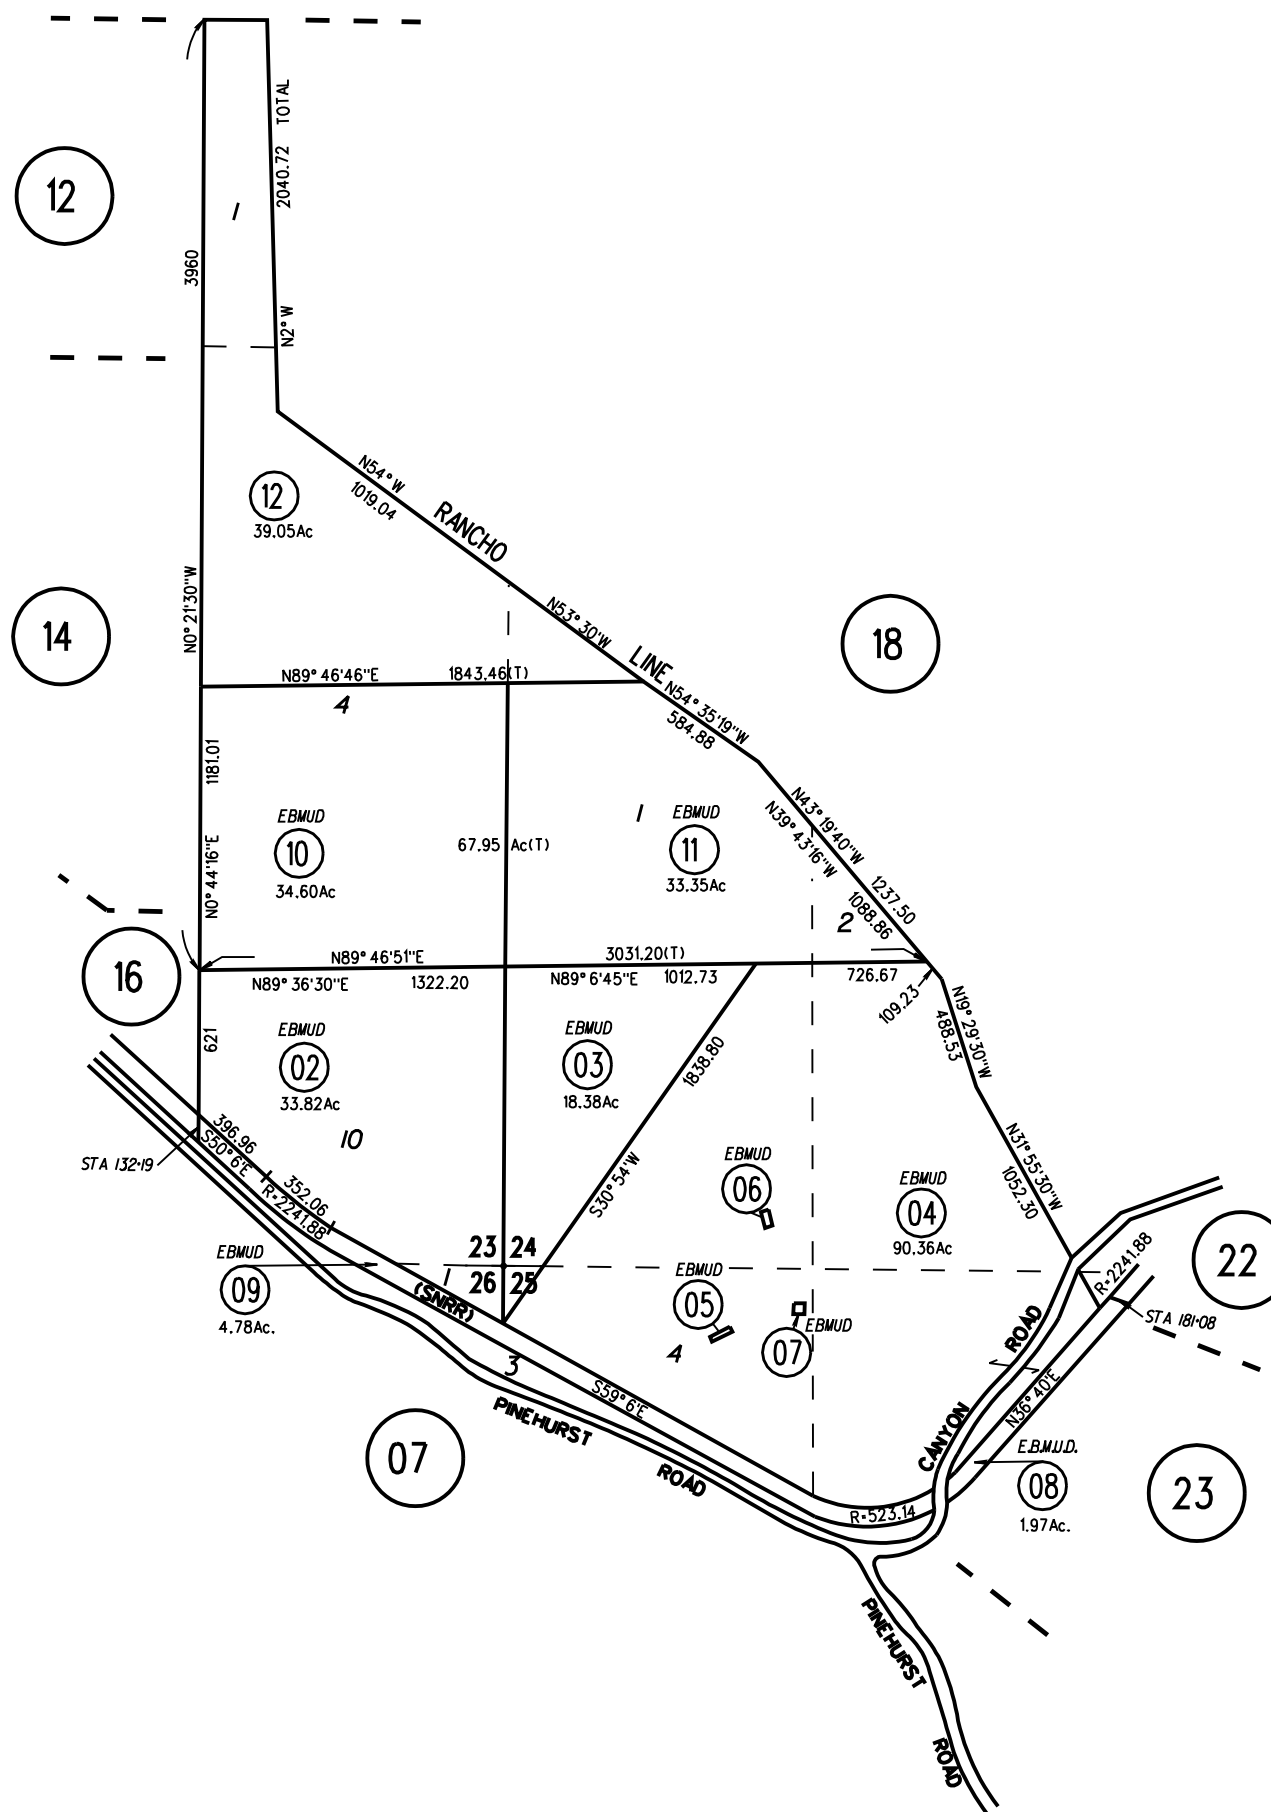 2040.72 TOTAL
12
1
3960
N2° W
N54° W
1019.04
12
39.05Ac
RANCHO
N0° 21'30"W
N53° 30'W
14
18
LINE
N89° 46'46"E
1843.46(T)
4
N54° 35'19"W
584.88
1181.01
N43° 19'40"W
N39° 43'16"W
EBMUD
10
34.60Ac
67.95 Ac(T)
1
EBMUD
11
33.35Ac
N0° 44'16"E
1237.50
1088.86
2
N89° 46'51"E
3031.20(T)
16
N89° 36'30"E
1322.20
N89° 6'45"E
1012.73
726.67
109.23
N19° 29'30"W
488.53
621
EBMUD
02
33.82Ac
EBMUD
03
18.38Ac
1838.80
10
396.96
S50° 6'E
STA 132+19
352.06
R=2241.88
S30° 54'W
EBMUD
06
EBMUD
04
90.36Ac
N31° 55'30"W
1052.30
23 24
26 25
EBMUD
09
4.78Ac.
1
(SNRR)
EBMUD
05
EBMUD
07
4
R=2241.88
22
STA 181+08
ROAD
3
S59° 6'E
N36° 40'E
PINEHURST
ROAD
CANYON
07
E.B.M.U.D.
08
1.97Ac.
23
R=523.14
PINEHURST
ROAD